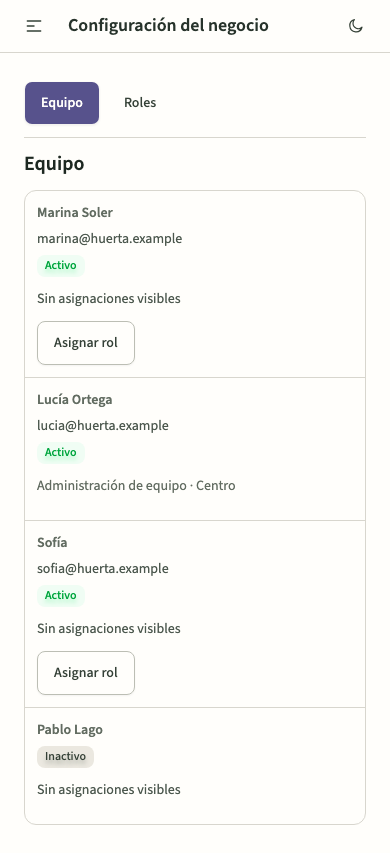 Configuración del negocio
Equipo
Roles
Equipo
Marina Soler
marina@huerta.example
Activo
Sin asignaciones visibles
Asignar rol
Lucía Ortega
lucia@huerta.example
Activo
Administración de equipo · Centro
Sofía
sofia@huerta.example
Activo
Sin asignaciones visibles
Asignar rol
Pablo Lago
Inactivo
Sin asignaciones visibles